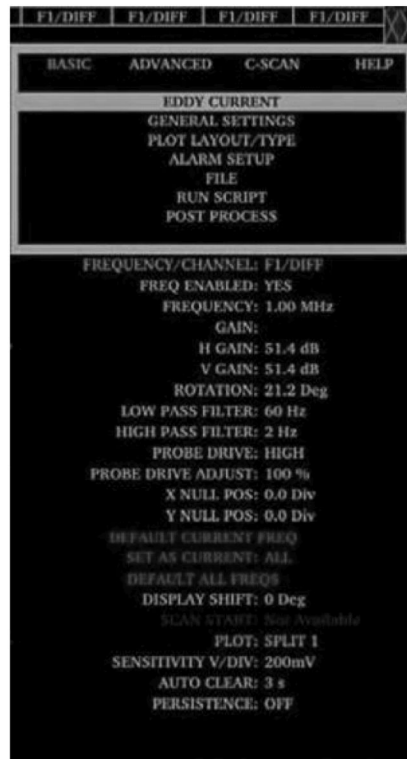 F1/DIFF F1/DIFF F1/DIFF F1/DIFF
BASIC ADVANCED C-SCAN HELP
EDDY CURRENT
GENERAL SETTINGS
PLOT LAYOUT/TYPE
ALARM SETUP
FILE
RUN SCRIPT
POST PROCESS
FREQUENCY/CHANNEL: F1/DIFF
FREQ ENABLED: YES
FREQUENCY: 1.00 MHz
GAIN:
H GAIN: 51.4 dB
V GAIN: 51.4 dB
ROTATION: 21.2 Deg
LOW PASS FILTER: 60 Hz
HIGH PASS FILTER: 2 Hz
PROBE DRIVE: HIGH
PROBE DRIVE ADJUST: 100 %
X NULL POS: 0.0 Div
Y NULL POS: 0.0 Div
DEFAULT CURRENT FREQ
SET AS CURRENT: ALL
DEFAULT ALL FREQS
DISPLAY SHIFT: 0 Deg
SCAN START: Not Available
PLOT: SPLIT 1
SENSITIVITY V/DIV: 200mV
AUTO CLEAR: 3 s
PERSISTENCE: OFF